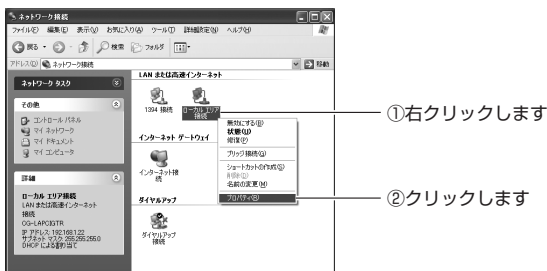 ネットワーク接続
ファイル(F) 編集(E) 表示(V) お気に入り(A) ツール(T) 詳細設定(N) ヘルプ(H)
戻る 検索 フォルダ
アドレス(D) ネットワーク接続 移動
ネットワーク タスク
その他
コントロール パネル
マイ ネットワーク
マイ ドキュメント
マイ コンピュータ
詳細
ローカル エリア接続
LAN または高速インターネット
接続
CG-LAPCIGTR
IP アドレス: 192.168.1.22
サブネット マスク: 255.255.255.0
DHCP による割り当て
LAN または高速インターネット
1394 接続
ローカル エリア
接続
インターネット ゲートウェイ
インターネット接
続
ダイヤルアップ
ダイヤルアップ
接続
無効にする(B)
状態(U)
修復(P)
ブリッジ接続(G)
ショートカットの作成(S)
削除(D)
名前の変更(M)
プロパティ(R)
①右クリックします
②クリックします